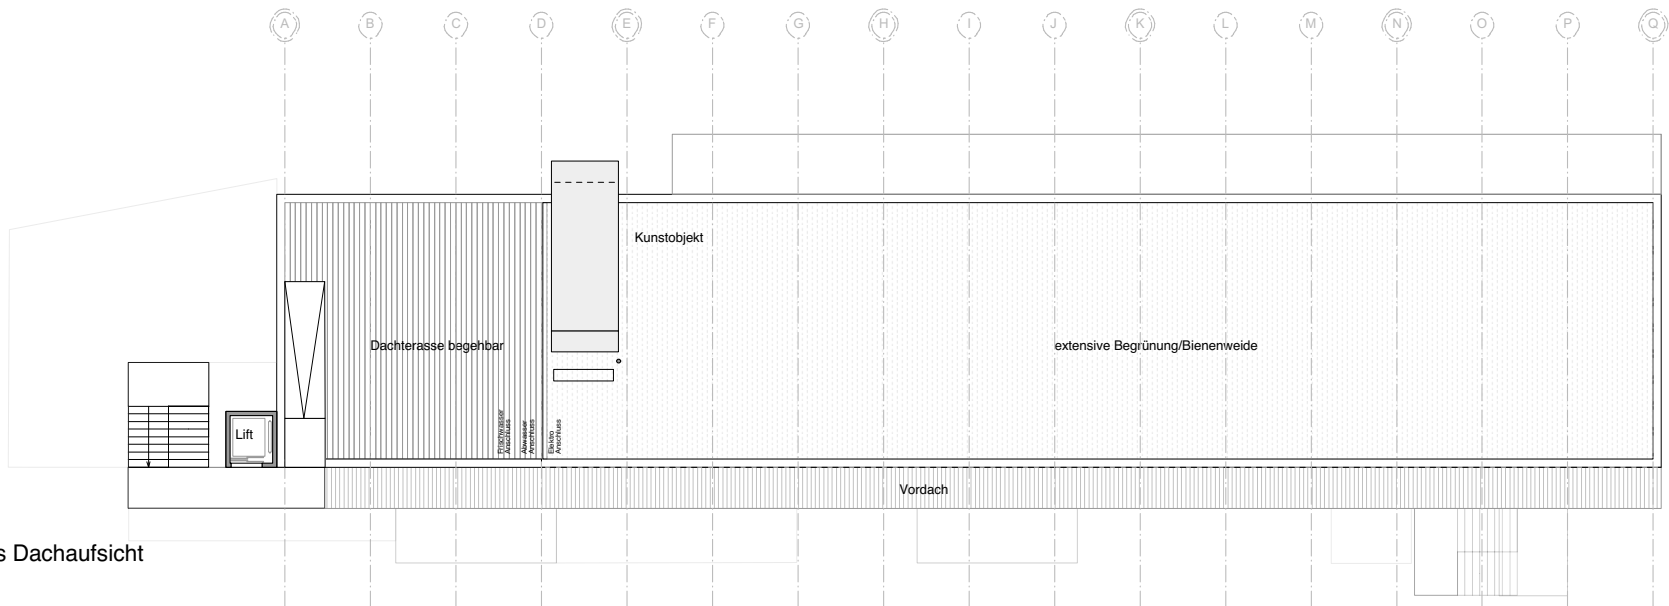 A B C D E F G H I J K L M N O P Q
Kunstobjekt
Dachterasse begehbar
extensive Begrünung/Bienenweide
Frischwasser
Anschluss
Abwasser
Anschluss
Elektro
Anschluss
Lift
Vordach
s Dachaufsicht